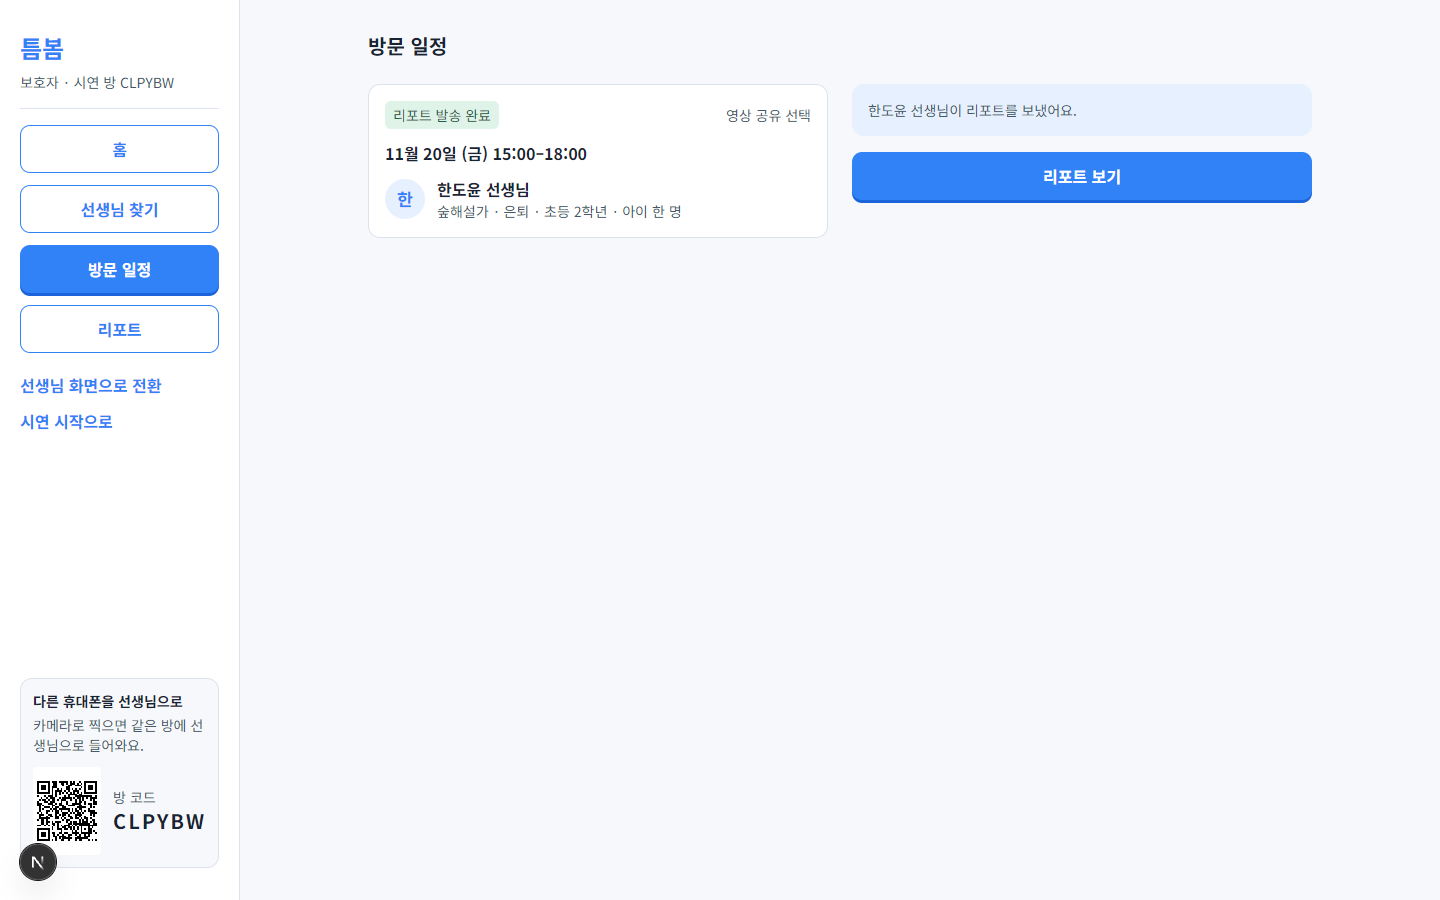 틈봄
보호자 · 시연 방 CLPYBW
홈
선생님 찾기
방문 일정
리포트
선생님 화면으로 전환
시연 시작으로
다른 휴대폰을 선생님으로
카메라로 찍으면 같은 방에 선
생님으로 들어와요.
방 코드
CLPYBW
N
방문 일정
리포트 발송 완료
영상 공유 선택
11월 20일 (금) 15:00–18:00
한
한도윤 선생님
숲해설가 · 은퇴 · 초등 2학년 · 아이 한 명
한도윤 선생님이 리포트를 보냈어요.
리포트 보기